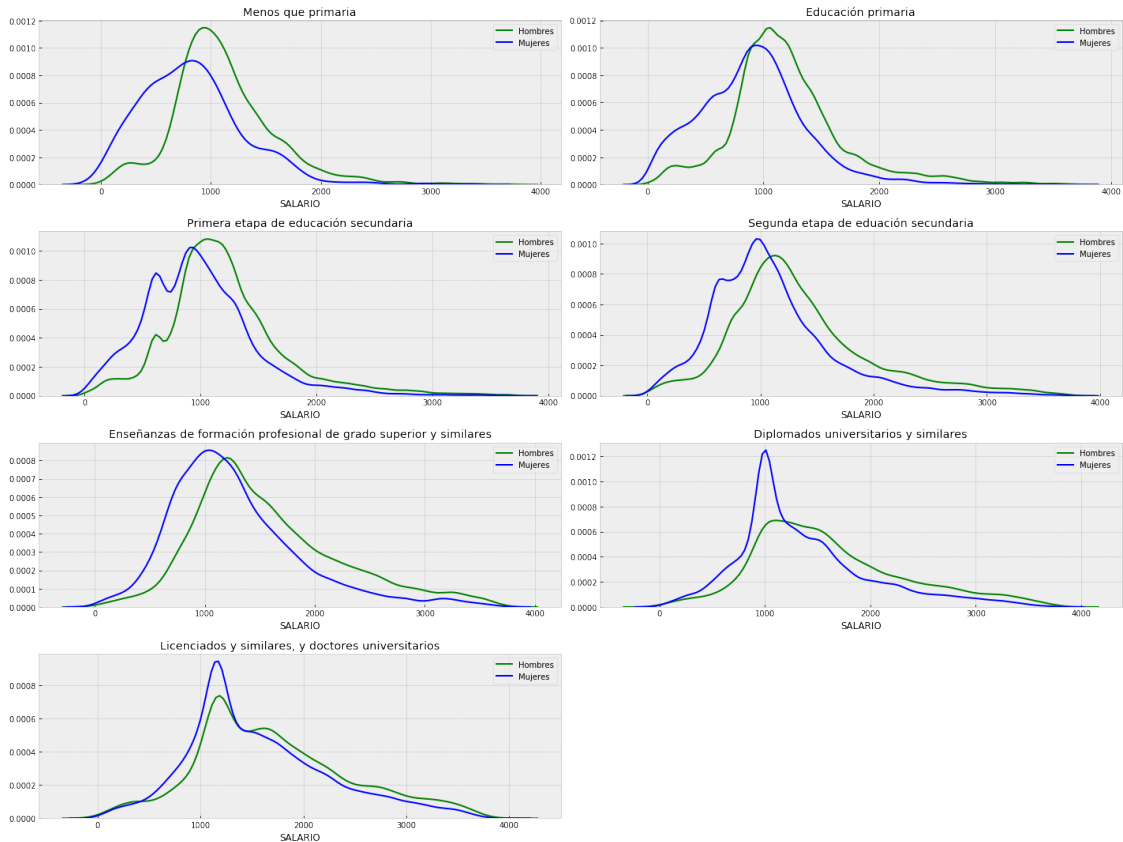 Menos que primaria
0.0012
0.0010
0.0008
0.0006
0.0004
0.0002
0.0000
Hombres
Mujeres
0
1000
2000
3000
4000
SALARIO
Educación primaria
0.0012
0.0010
0.0008
0.0006
0.0004
0.0002
0.0000
Hombres
Mujeres
0
1000
2000
3000
4000
SALARIO
Primera etapa de educación secundaria
0.0010
0.0008
0.0006
0.0004
0.0002
0.0000
Hombres
Mujeres
0
1000
2000
3000
4000
SALARIO
Segunda etapa de eduación secundaria
0.0010
0.0008
0.0006
0.0004
0.0002
0.0000
Hombres
Mujeres
0
1000
2000
3000
4000
SALARIO
Enseñanzas de formación profesional de grado superior y similares
0.0008
0.0007
0.0006
0.0005
0.0004
0.0003
0.0002
0.0001
0.0000
Hombres
Mujeres
0
1000
2000
3000
4000
SALARIO
Diplomados universitarios y similares
0.0012
0.0010
0.0008
0.0006
0.0004
0.0002
0.0000
Hombres
Mujeres
0
1000
2000
3000
4000
SALARIO
Licenciados y similares, y doctores universitarios
0.0008
0.0006
0.0004
0.0002
0.0000
Hombres
Mujeres
0
1000
2000
3000
4000
SALARIO